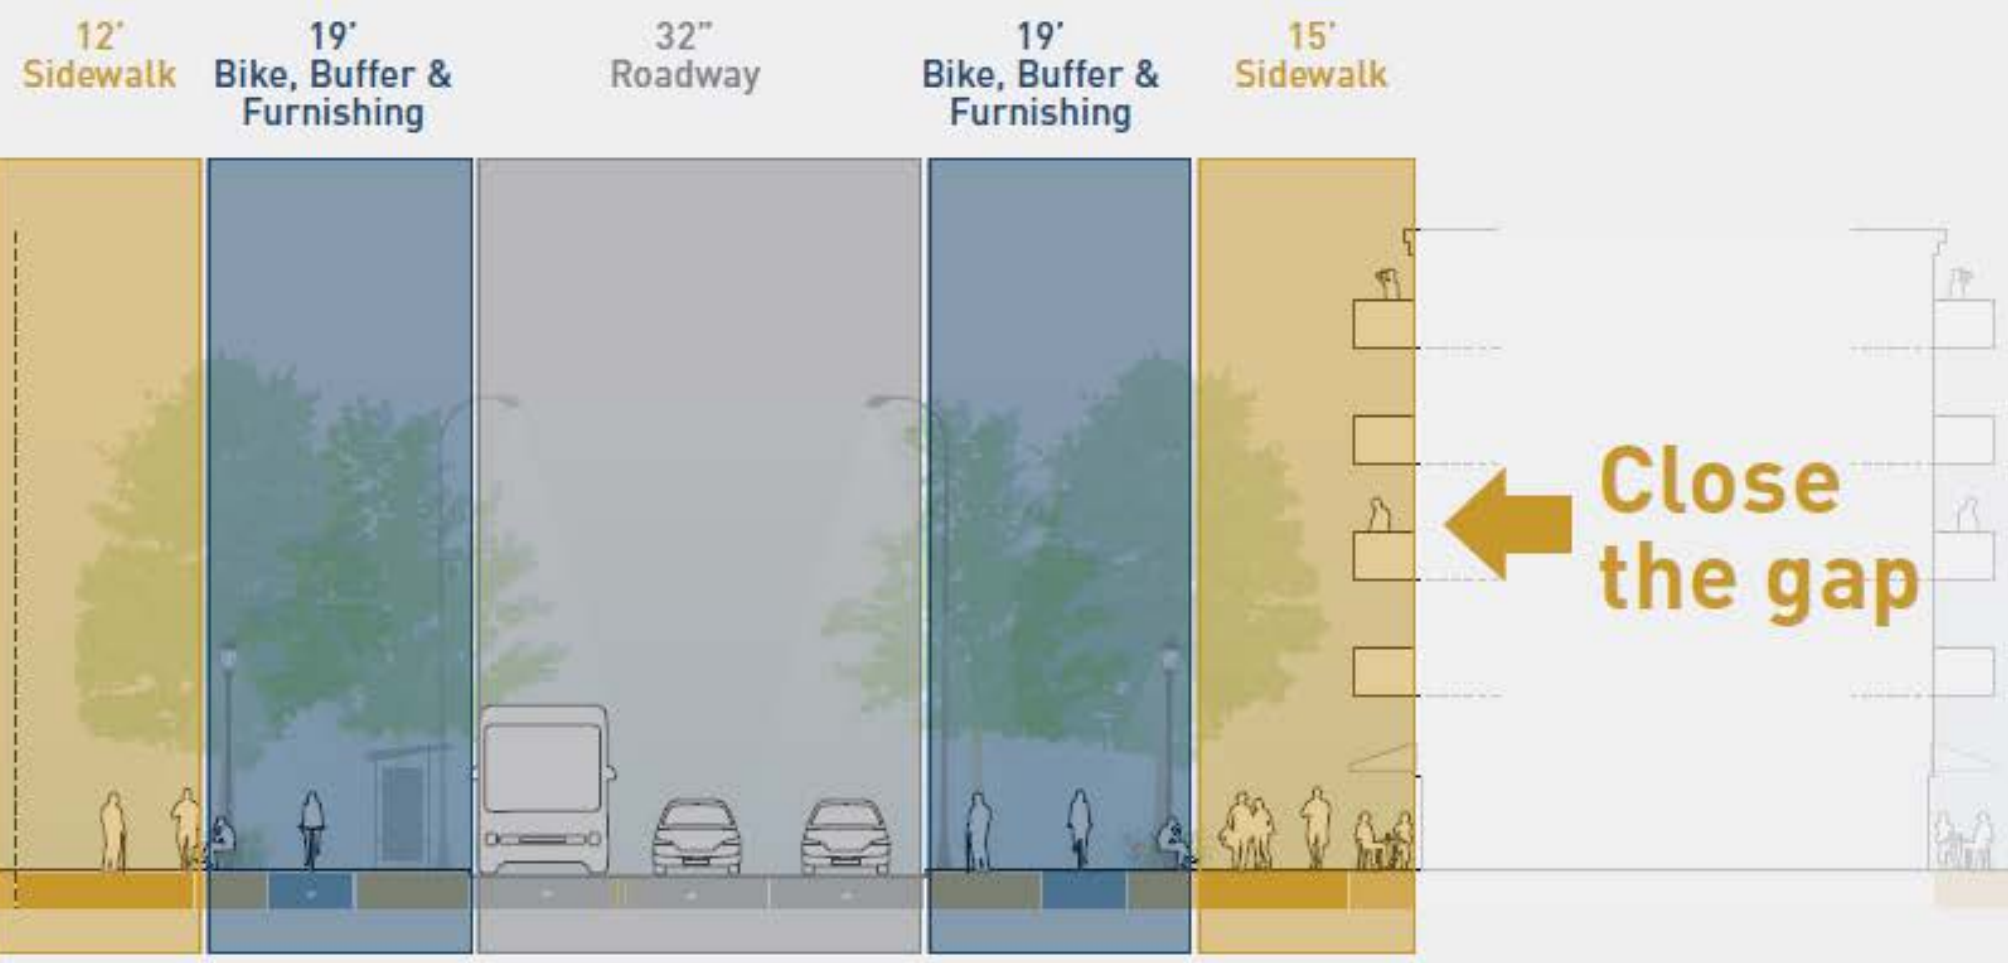 12’
Sidewalk
19’
Bike, Buffer &
Furnishing
32”
Roadway
19’
Bike, Buffer &
Furnishing
15’
Sidewalk
Close
the gap